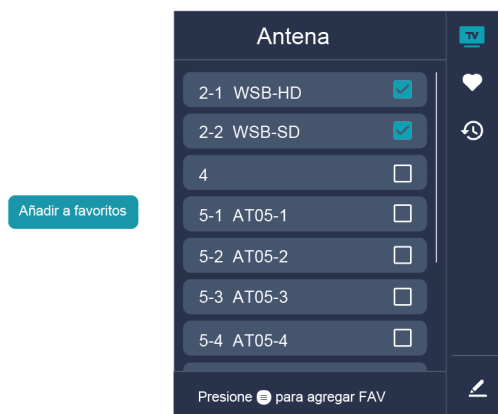 Antena
TV
2-1 WSB-HD
2-2 WSB-SD
4
Añadir a favoritos
5-1 AT05-1
5-2 AT05-2
5-3 AT05-3
5-4 AT05-4
Presione para agregar FAV